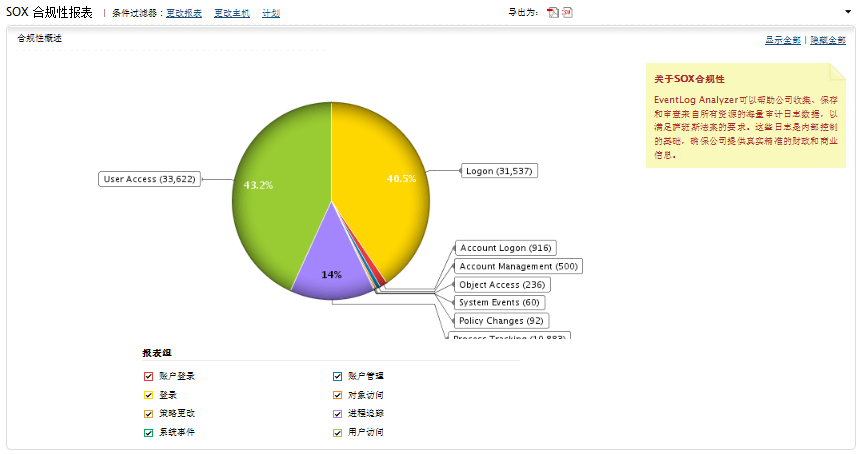 SOX 合规性报表 | 条件过滤器：更改报表 更改主机 计划 导出为：
合规性概述 显示全部 | 隐藏全部
关于SOX合规性
EventLog Analyzer可以帮助公司收集、保存
和审查来自所有资源的海量审计日志数据，以
满足萨班斯法案的要求。这些日志是内部控制
的基础，确保公司提供真实精准的财政和商业
信息。
User Access (33,622)
43.2%
40.5%
Logon (31,537)
14%
Account Logon (916)
Account Management (500)
Object Access (236)
System Events (60)
Policy Changes (92)
Process Tracking (10,883)
报表组
账户登录 账户管理
登录 对象访问
策略更改 进程追踪
系统事件 用户访问